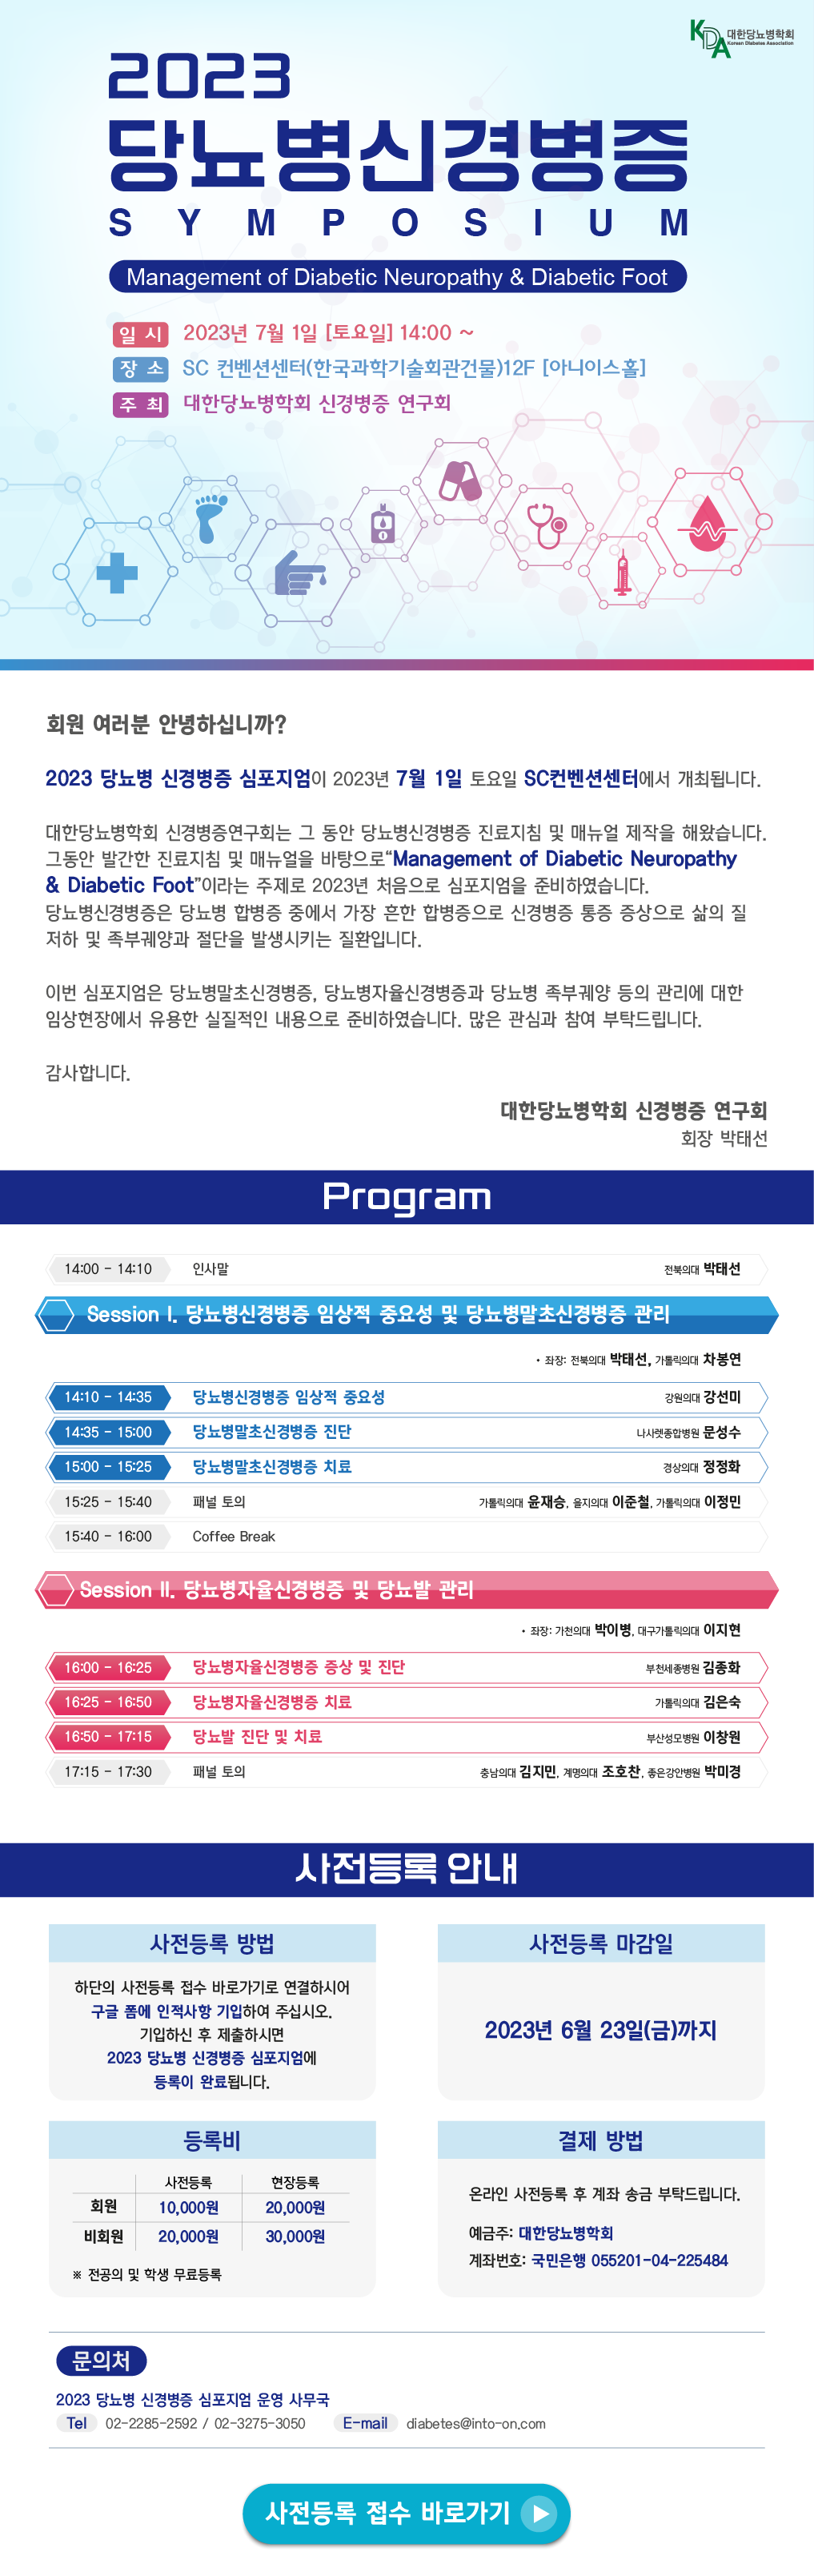 KDA 대한당뇨병학회
Korean Diabetes Association
2023
당뇨병신경병증
SYMPOSIUM
Management of Diabetic Neuropathy & Diabetic Foot
일 시 2023년 7월 1일 [토요일] 14:00 ~
장 소 SC 컨벤션센터(한국과학기술회관건물)12F [아나이스홀]
주 최 대한당뇨병학회 신경병증 연구회
회원 여러분 안녕하십니까?
2023 당뇨병 신경병증 심포지엄이 2023년 7월 1일 토요일 SC컨벤션센터에서 개최됩니다.
대한당뇨병학회 신경병증연구회는 그 동안 당뇨병신경병증 진료지침 및 매뉴얼 제작을 해왔습니다.
그동안 발간한 진료지침 및 매뉴얼을 바탕으로“Management of Diabetic Neuropathy
& Diabetic Foot”이라는 주제로 2023년 처음으로 심포지엄을 준비하였습니다.
당뇨병신경병증은 당뇨병 합병증 중에서 가장 흔한 합병증으로 신경병증 통증 증상으로 삶의 질
저하 및 족부궤양과 절단을 발생시키는 질환입니다.
이번 심포지엄은 당뇨병말초신경병증, 당뇨병자율신경병증과 당뇨병 족부궤양 등의 관리에 대한
임상현장에서 유용한 실질적인 내용으로 준비하였습니다. 많은 관심과 참여 부탁드립니다.
감사합니다.
대한당뇨병학회 신경병증 연구회
회장 박태선
Program
14:00 - 14:10 인사말 전북의대 박태선
Session I. 당뇨병신경병증 임상적 중요성 및 당뇨병말초신경병증 관리
• 좌장: 전북의대 박태선, 가톨릭의대 차봉연
14:10 - 14:35 당뇨병신경병증 임상적 중요성 강원의대 강선미
14:35 - 15:00 당뇨병말초신경병증 진단 나사렛종합병원 문성수
15:00 - 15:25 당뇨병말초신경병증 치료 경상의대 정정화
15:25 - 15:40 패널 토의 가톨릭의대 윤재승, 을지의대 이준철, 가톨릭의대 이정민
15:40 - 16:00 Coffee Break
Session II. 당뇨병자율신경병증 및 당뇨발 관리
• 좌장: 가천의대 박이병, 대구가톨릭의대 이지현
16:00 - 16:25 당뇨병자율신경병증 증상 및 진단 부천세종병원 김종화
16:25 - 16:50 당뇨병자율신경병증 치료 가톨릭의대 김은숙
16:50 - 17:15 당뇨발 진단 및 치료 부산성모병원 이창원
17:15 - 17:30 패널 토의 충남의대 김지민, 계명의대 조호찬, 좋은강안병원 박미경
사전등록 안내
사전등록 방법
하단의 사전등록 접수 바로가기로 연결하시어
구글 폼에 인적사항 기입하여 주십시오.
기입하신 후 제출하시면
2023 당뇨병 신경병증 심포지엄에
등록이 완료됩니다.
사전등록 마감일
2023년 6월 23일(금)까지
등록비
사전등록 현장등록
회원 10,000원 20,000원
비회원 20,000원 30,000원
※ 전공의 및 학생 무료등록
결제 방법
온라인 사전등록 후 계좌 송금 부탁드립니다.
예금주: 대한당뇨병학회
계좌번호: 국민은행 055201-04-225484
문의처
2023 당뇨병 신경병증 심포지엄 운영 사무국
Tel 02-2285-2592 / 02-3275-3050 E-mail diabetes@into-on.com
사전등록 접수 바로가기